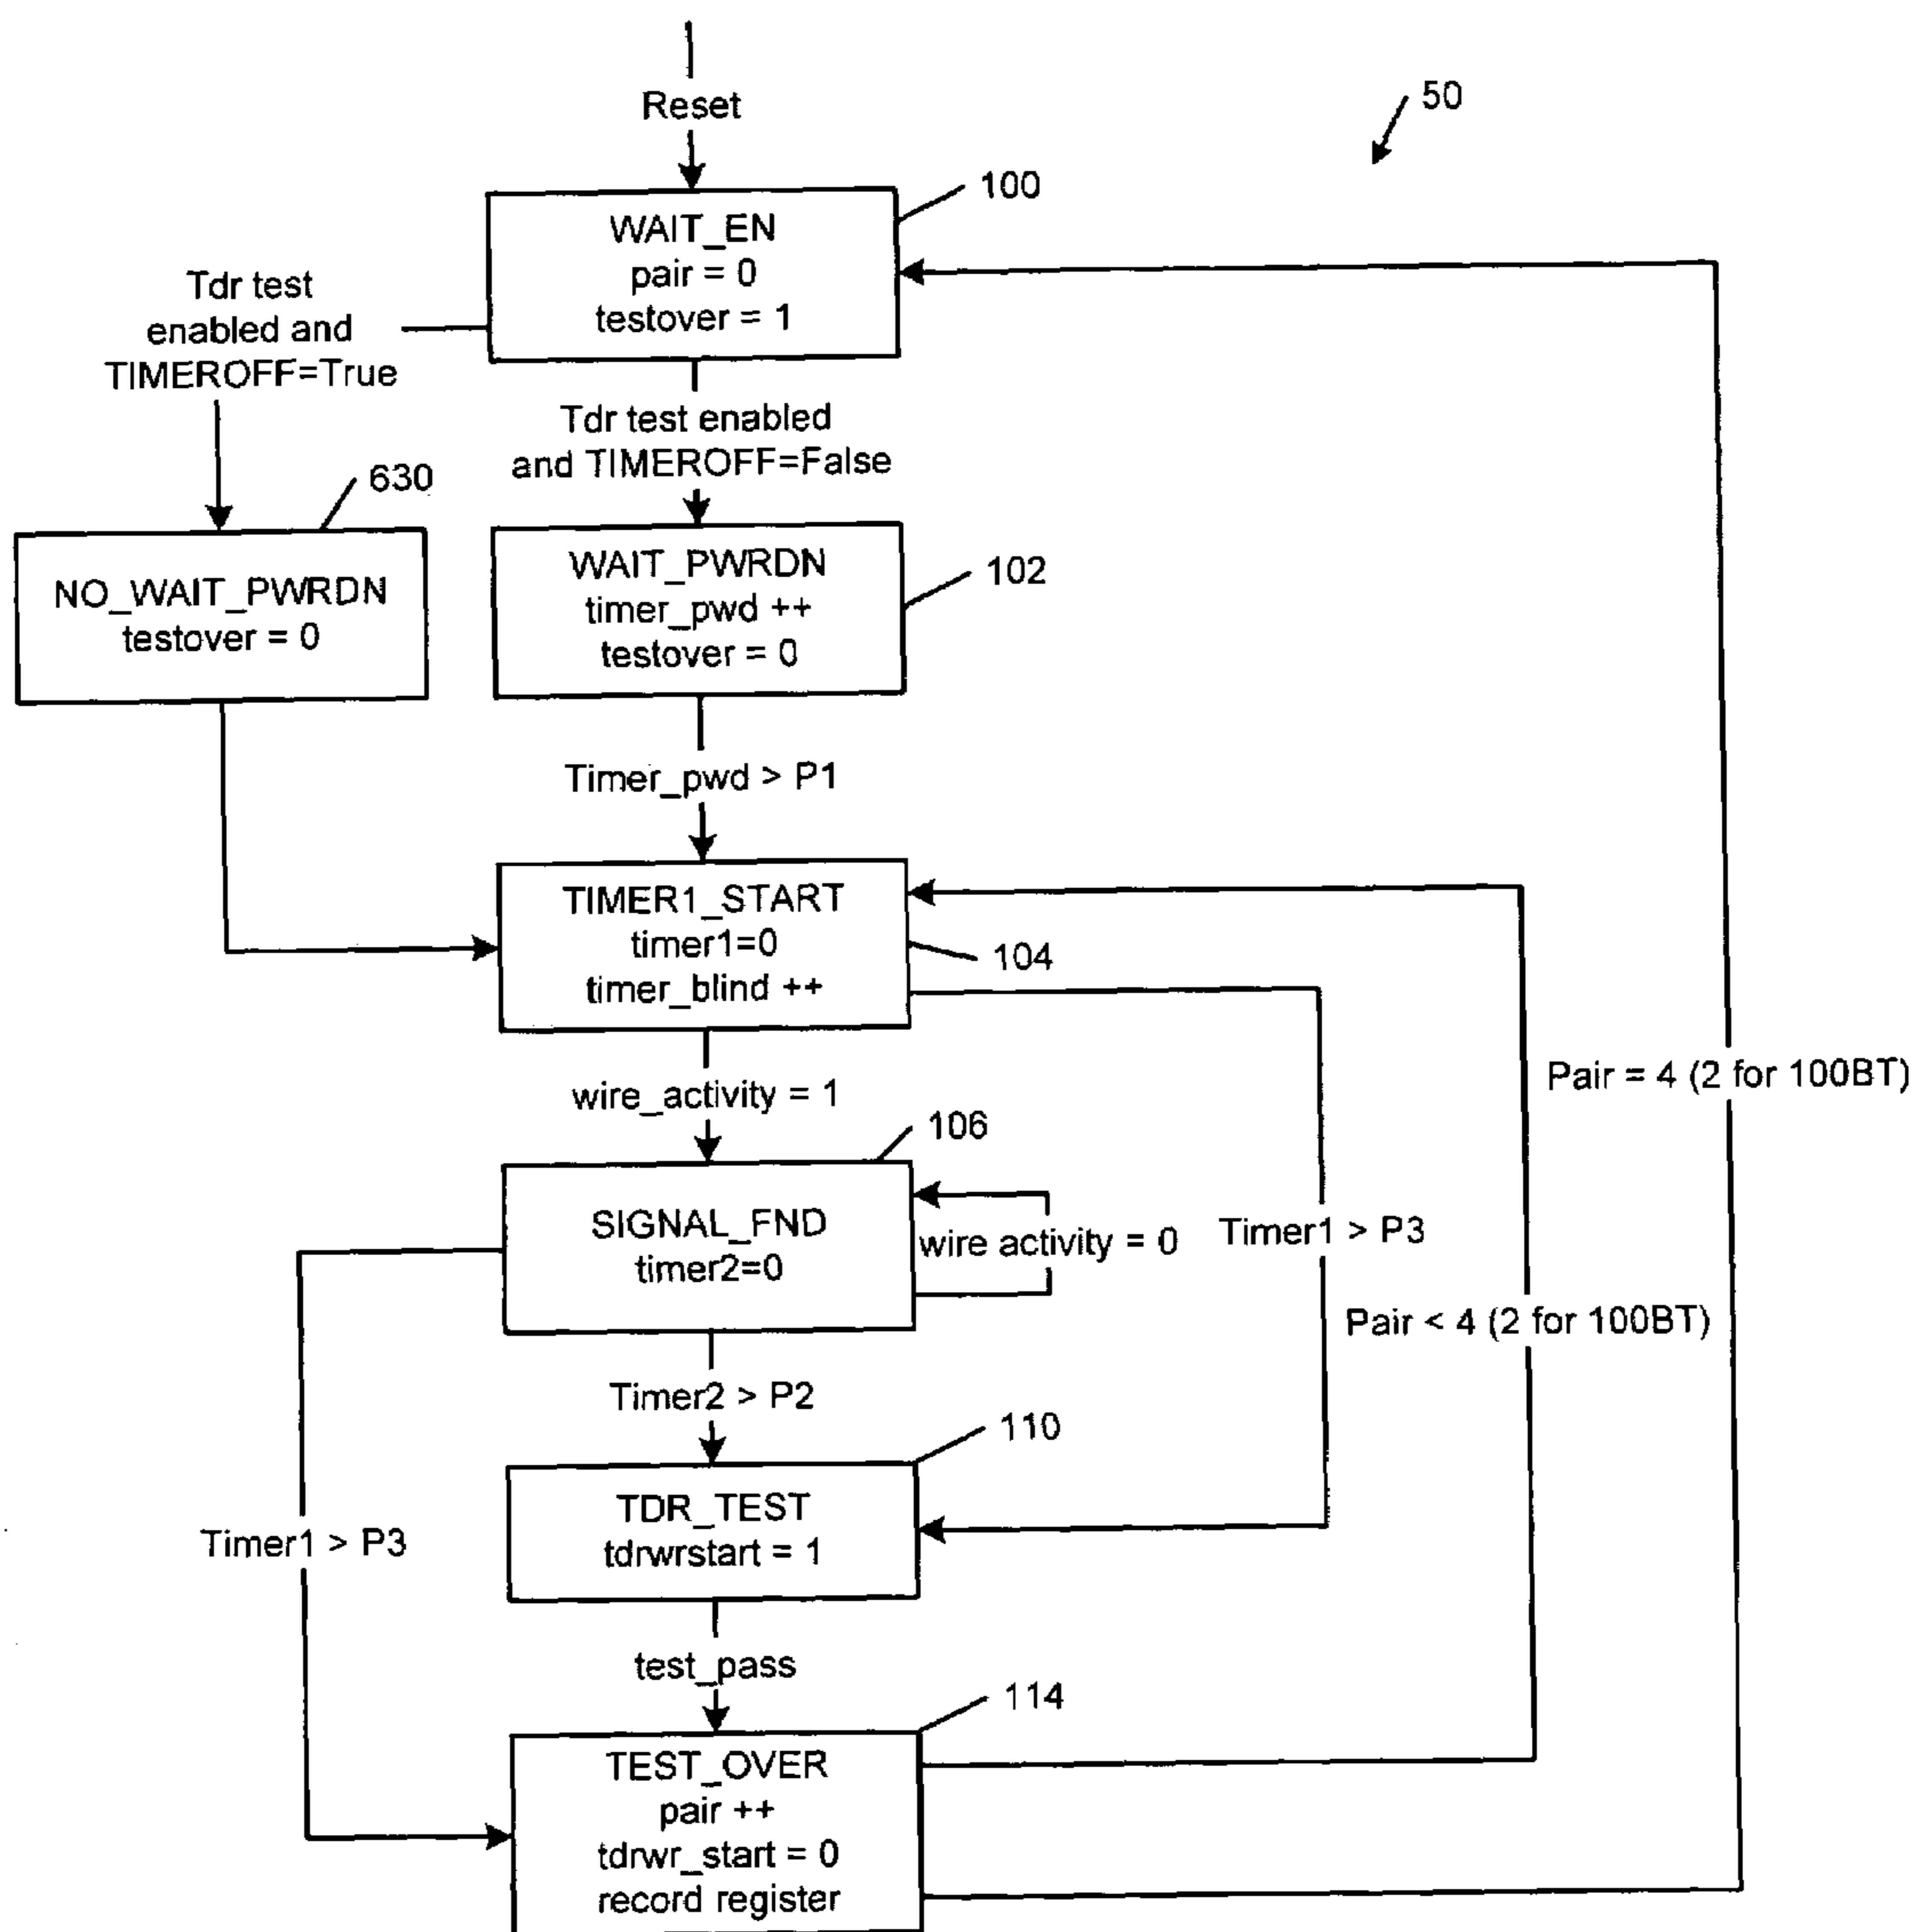 Reset
50
100
WAIT_EN
pair = 0
testover = 1
Tdr test
enabled and
TIMEROFF=True
Tdr test enabled
and TIMEROFF=False
630
NO_WAIT_PWRDN
testover = 0
102
WAIT_PWRDN
timer_pwd ++
testover = 0
Timer_pwd > P1
TIMER1_START
timer1=0
timer_blind ++
104
wire_activity = 1
Pair = 4 (2 for 100BT)
106
SIGNAL_FND
timer2=0
wire activity = 0
Timer1 > P3
Pair < 4 (2 for 100BT)
Timer2 > P2
110
TDR_TEST
tdrwrstart = 1
Timer1 > P3
test_pass
114
TEST_OVER
pair ++
tdrwr_start = 0
record register